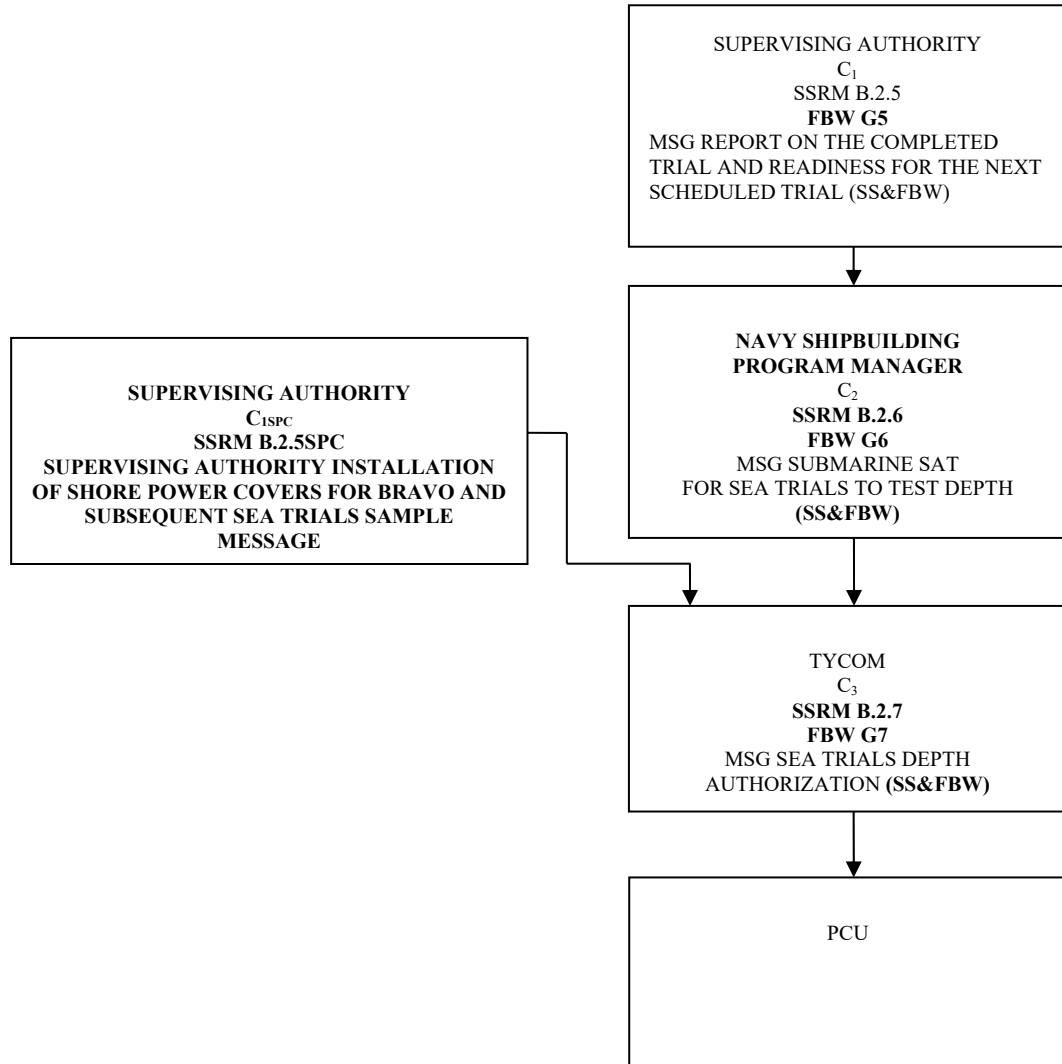 SUPERVISING AUTHORITY
C₁
SSRM B.2.5
FBW G5
MSG REPORT ON THE COMPLETED
TRIAL AND READINESS FOR THE NEXT
SCHEDULED TRIAL (SS&FBW)
NAVY SHIPBUILDING
PROGRAM MANAGER
C₂
SSRM B.2.6
FBW G6
MSG SUBMARINE SAT
FOR SEA TRIALS TO TEST DEPTH
(SS&FBW)
SUPERVISING AUTHORITY
C1SPC
SSRM B.2.5SPC
SUPERVISING AUTHORITY INSTALLATION
OF SHORE POWER COVERS FOR BRAVO AND
SUBSEQUENT SEA TRIALS SAMPLE
MESSAGE
TYCOM
C₃
SSRM B.2.7
FBW G7
MSG SEA TRIALS DEPTH
AUTHORIZATION (SS&FBW)
PCU